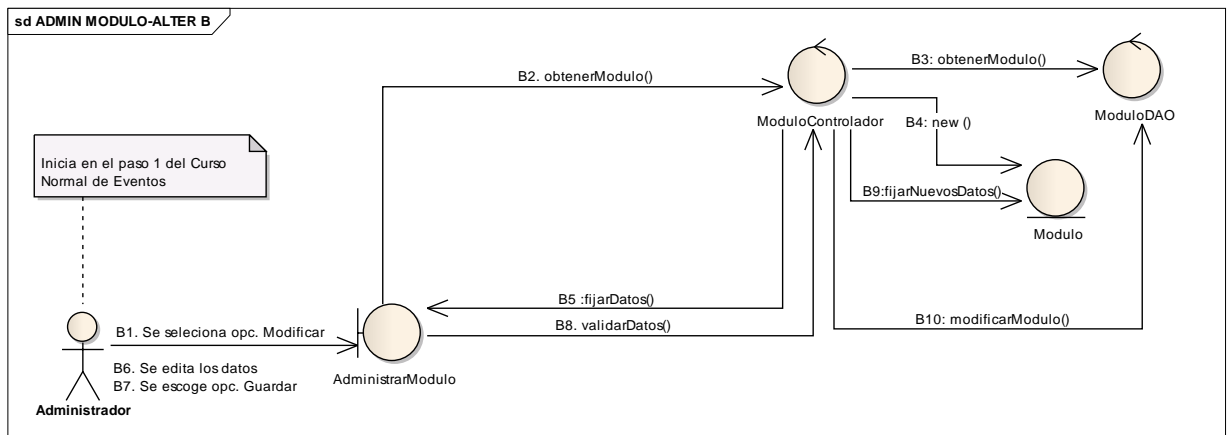 sd ADMIN MODULO-ALTER B
B2. obtenerModulo()
B3: obtenerModulo()
ModuloControlador
ModuloDAO
B4: new ()
Inicia en el paso 1 del Curso
Normal de Eventos
B9:fijarNuevosDatos()
Modulo
B5 :fijarDatos()
B8. validarDatos()
B10: modificarModulo()
B1. Se seleciona opc. Modificar
B6. Se edita los datos
B7. Se escoge opc. Guardar
AdministrarModulo
Administrador